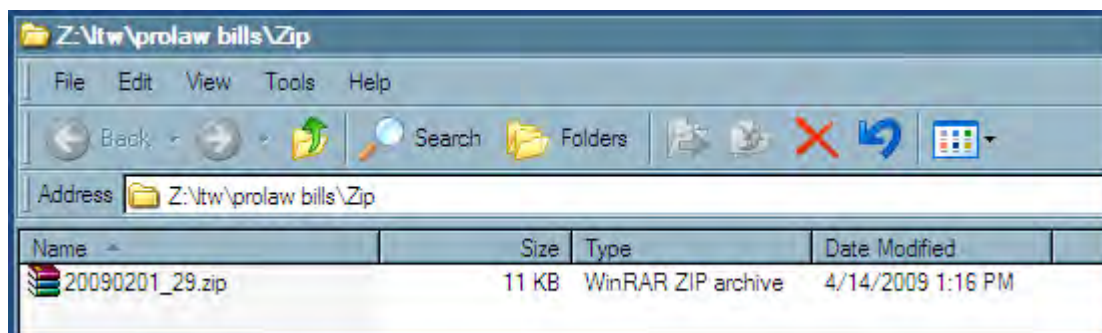 Z:\ltw\prolaw bills\Zip
File Edit View Tools Help
Back Search Folders
Address Z:\ltw\prolaw bills\Zip
Name Size Type Date Modified
20090201_29.zip 11 KB WinRAR ZIP archive 4/14/2009 1:16 PM